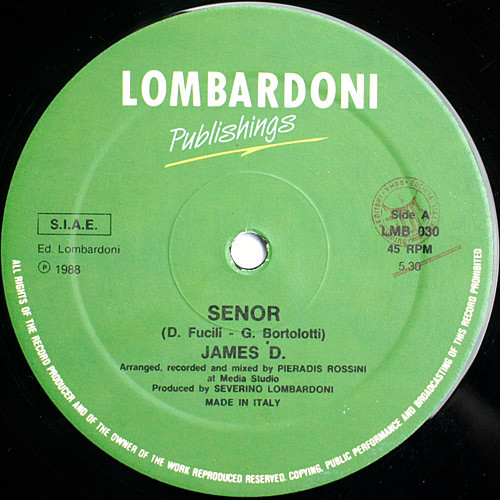 LOMBARDONI
Publishings
S.I.A.E.
Ed. Lombardoni
℗ 1988
Side A
LMB 030
45 RPM
5,30
SENOR
(D. Fucili - G. Bortolotti)
JAMES D.
Arranged, recorded and mixed by PIERADIS ROSSINI
at Media Studio
Produced by SEVERINO LOMBARDONI
MADE IN ITALY
ALL RIGHTS OF THE RECORD PRODUCER AND OF THE OWNER OF THE WORK REPRODUCED RESERVED. COPYING, PUBLIC PERFORMANCE AND BROADCASTING OF THIS RECORD PROHIBITED